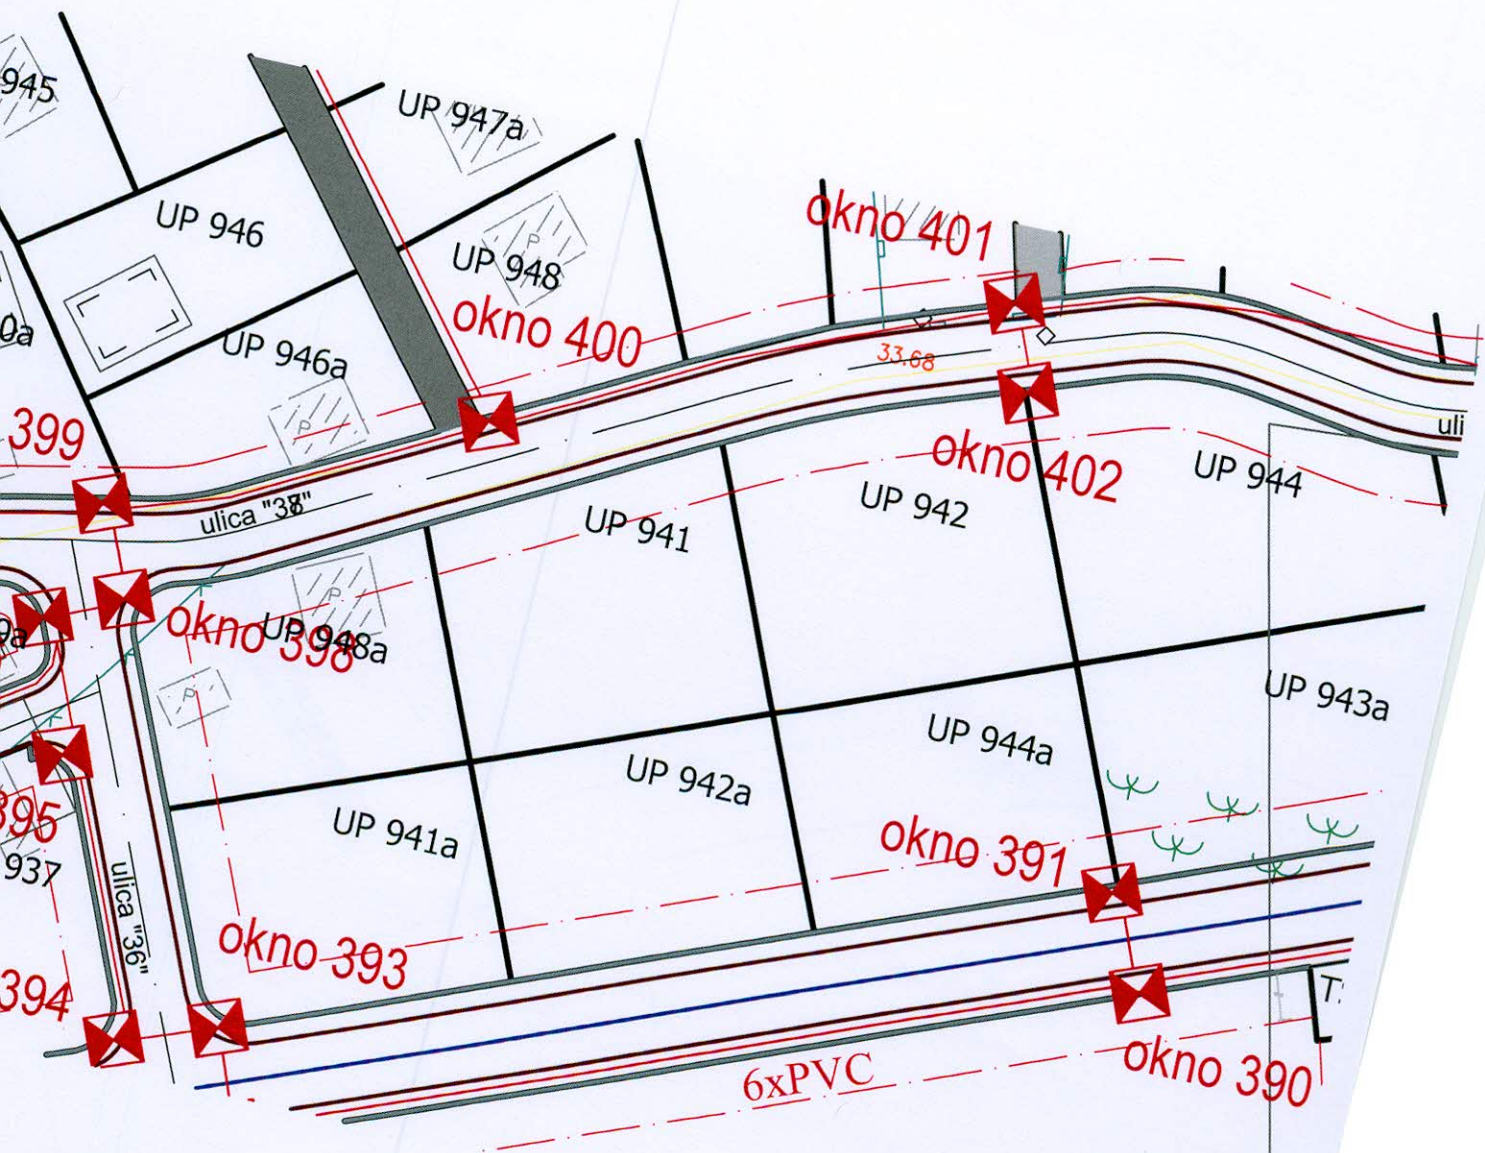 945
UP 947a
UP 946
P
UP 948
okno 401
0a
UP 946a
okno 400
33.68
399
P
uli
okno 402
UP 944
UP 942
ulica "38"
UP 941
P
9a
okno 398
UP 948a
P
UP 943a
UP 944a
UP 942a
395
UP 941a
okno 391
937
ulica "36"
okno 393
394
T:
6xPVC
okno 390